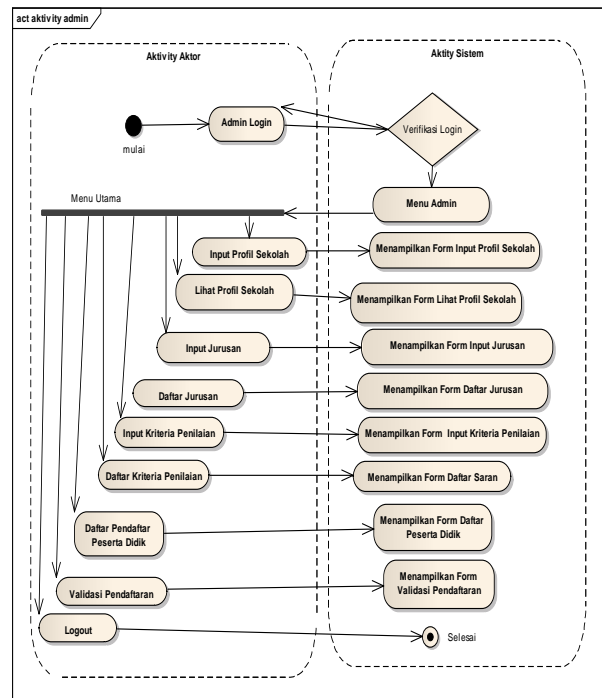 act aktivity admin
Aktivity Aktor
Aktity Sistem
mulai
Admin Login
Verifikasi Login
Menu Utama
Menu Admin
Input Profil Sekolah
Menampilkan Form Input Profil Sekolah
Lihat Profil Sekolah
Menampilkan Form Lihat Profil Sekolah
Input Jurusan
Menampilkan Form Input Jurusan
Daftar Jurusan
Menampilkan Form Daftar Jurusan
Input Kriteria Penilaian
Menampilkan Form Input Kriteria Penilaian
Daftar Kriteria Penilaian
Menampilkan Form Daftar Saran
Daftar Pendaftar
Peserta Didik
Menampilkan Form Daftar
Peserta Didik
Validasi Pendaftaran
Menampilkan Form
Validasi Pendaftaran
Logout
Selesai